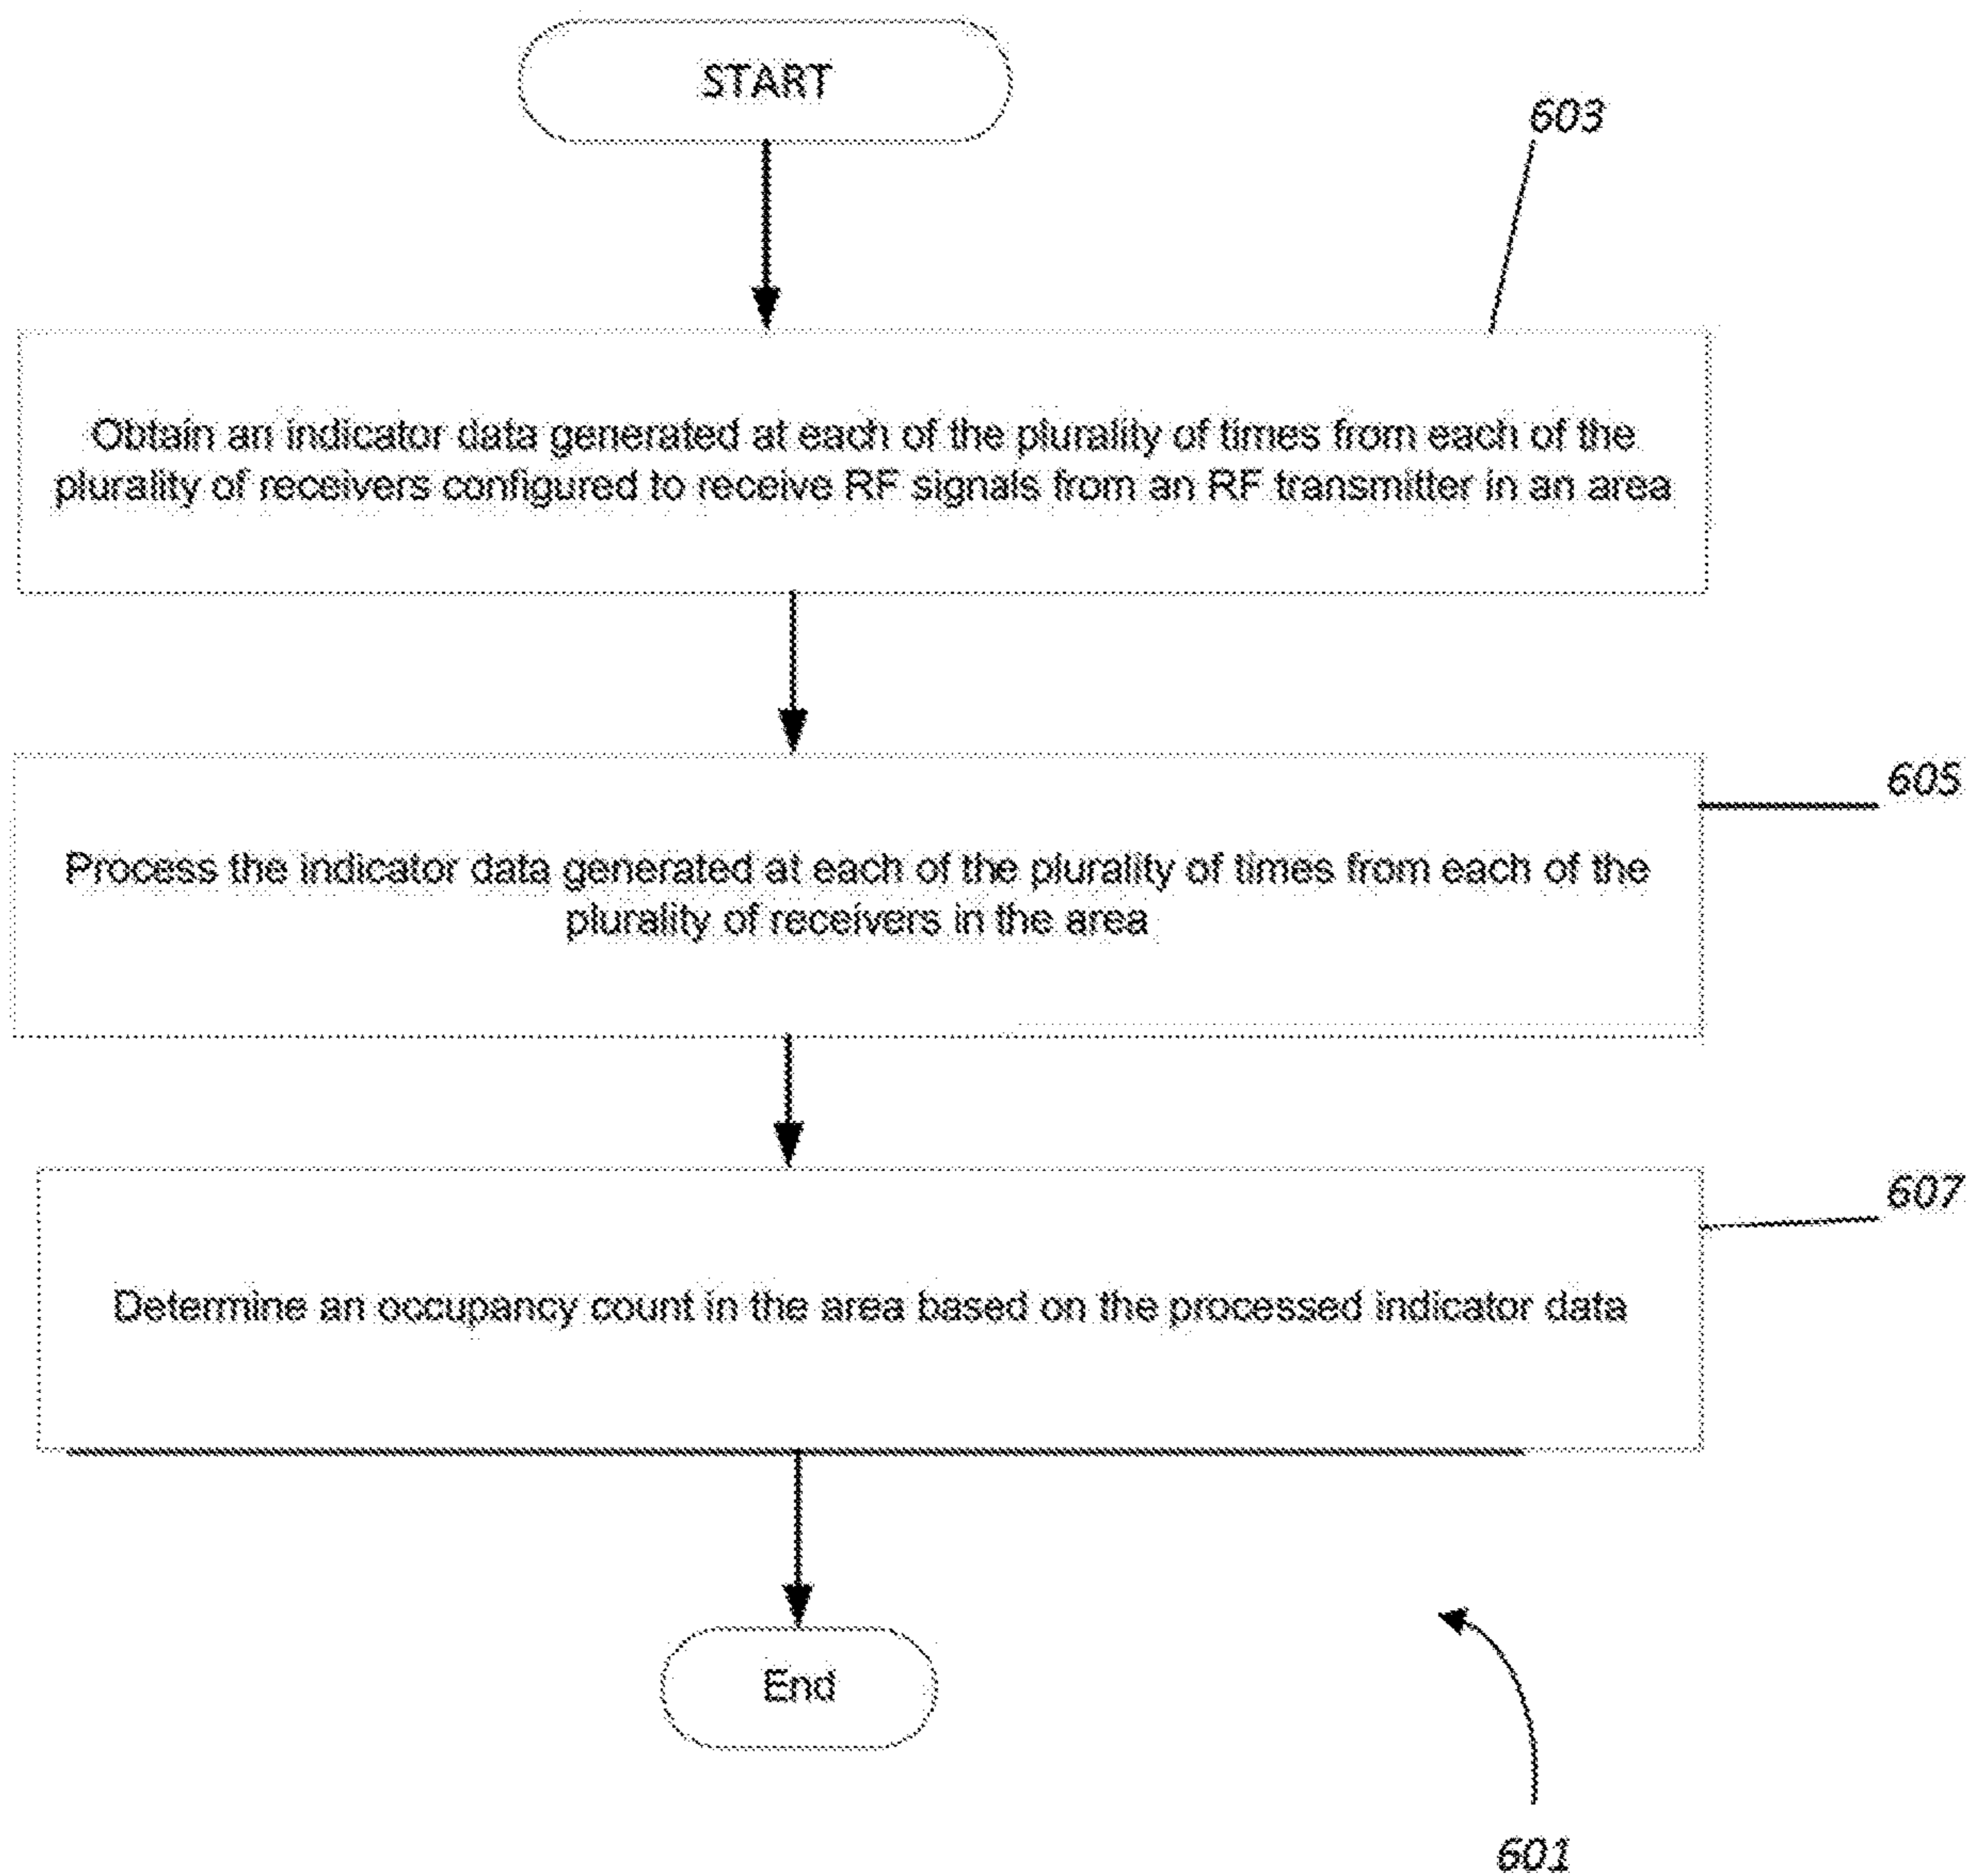 START
603
Obtain an indicator data generated at each of the plurality of times from each of the
plurality of receivers configured to receive RF signals from an RF transmitter in an area
605
Process the indicator data generated at each of the plurality of times from each of the
plurality of receivers in the area
607
Determine an occupancy count in the area based on the processed indicator data
End
601